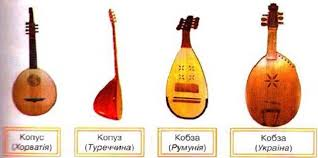 Копус
(Хорватія)
Копуз
(Туреччина)
Кобза
(Румунія)
Кобза
(Україна)